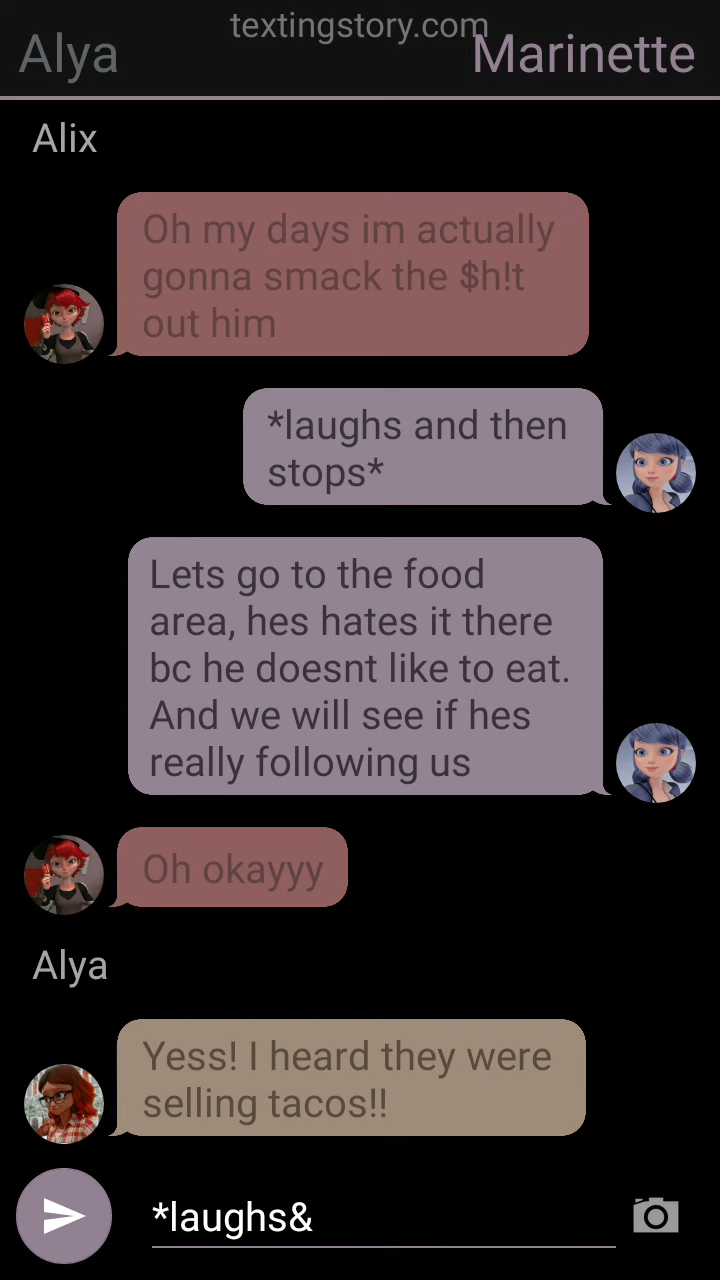 textingstory.com
Alya
Marinette
Alix
Oh my days im actually
gonna smack the $h!t
out him
*laughs and then
stops*
Lets go to the food
area, hes hates it there
bc he doesnt like to eat.
And we will see if hes
really following us
Oh okayyy
Alya
Yess! I heard they were
selling tacos!!
*laughs&